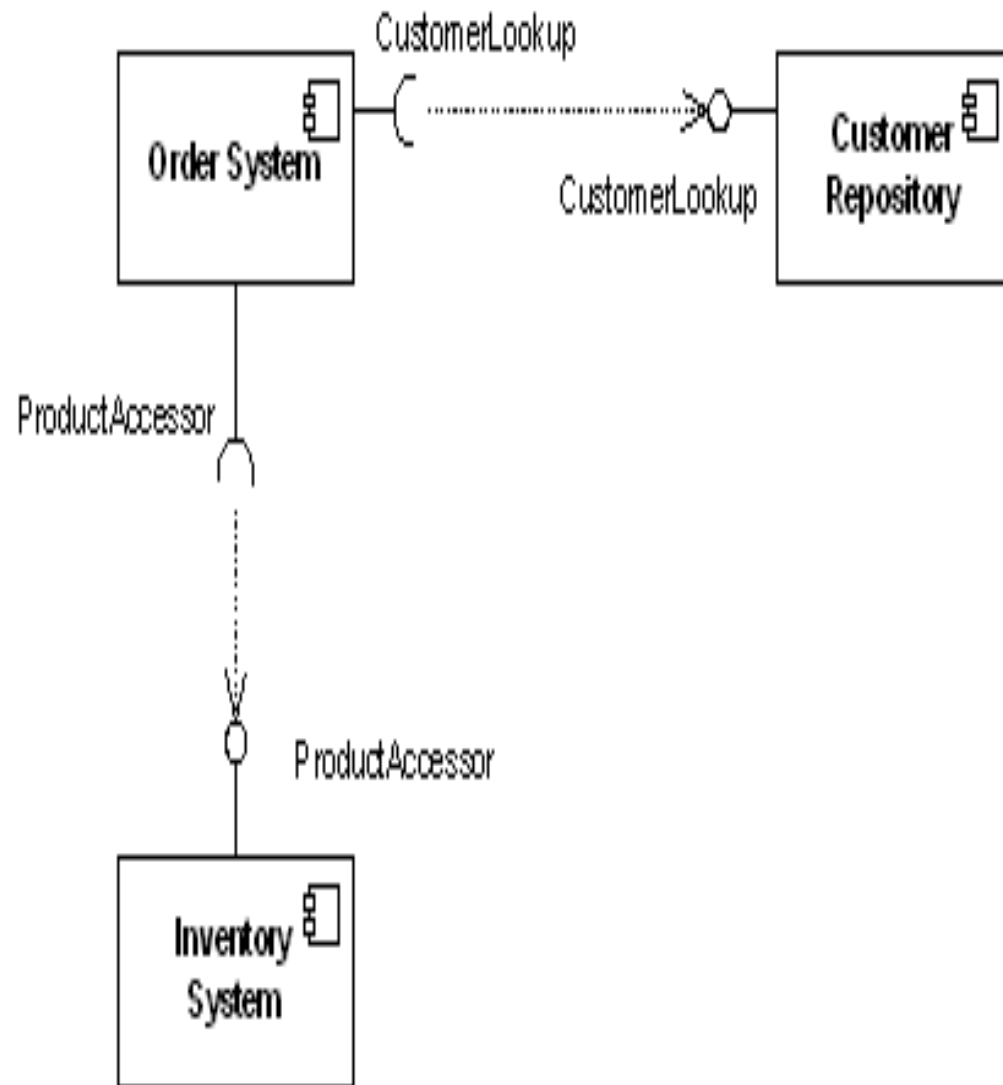 CustomerLookup
Order System
Customer
Repository
CustomerLookup
ProductAccessor
ProductAccessor
Inventory
System